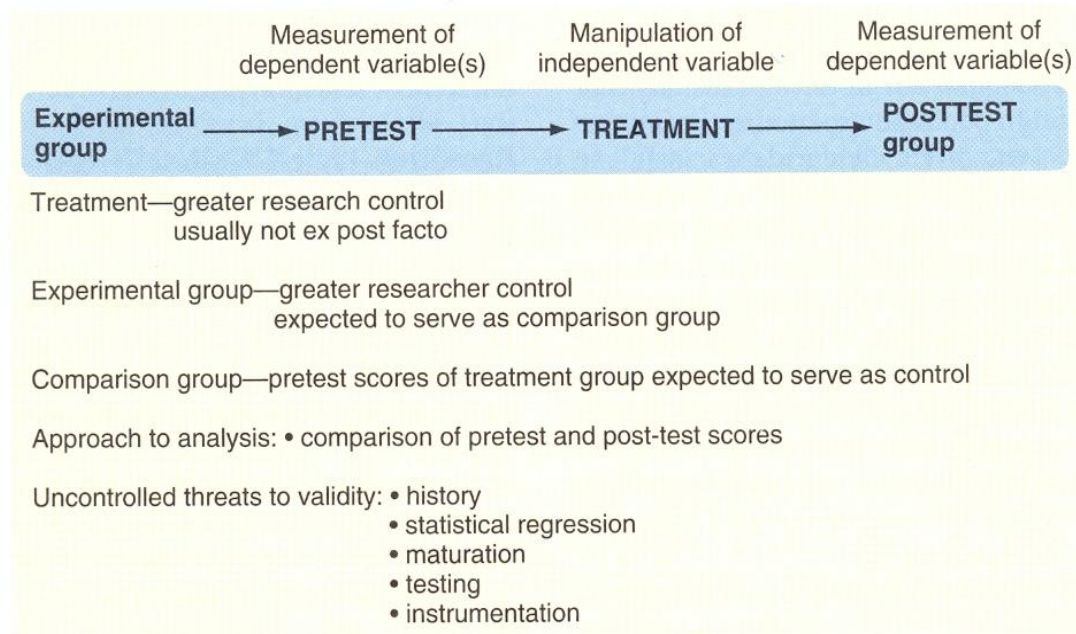 Measurement of
dependent variable(s)
Manipulation of
independent variable
Measurement of
dependent variable(s)
Experimental
group
PRETEST
TREATMENT
POSTTEST
group
Treatment—greater research control
usually not ex post facto
Experimental group—greater researcher control
expected to serve as comparison group
Comparison group—pretest scores of treatment group expected to serve as control
Approach to analysis: • comparison of pretest and post-test scores
Uncontrolled threats to validity: • history
• statistical regression
• maturation
• testing
• instrumentation